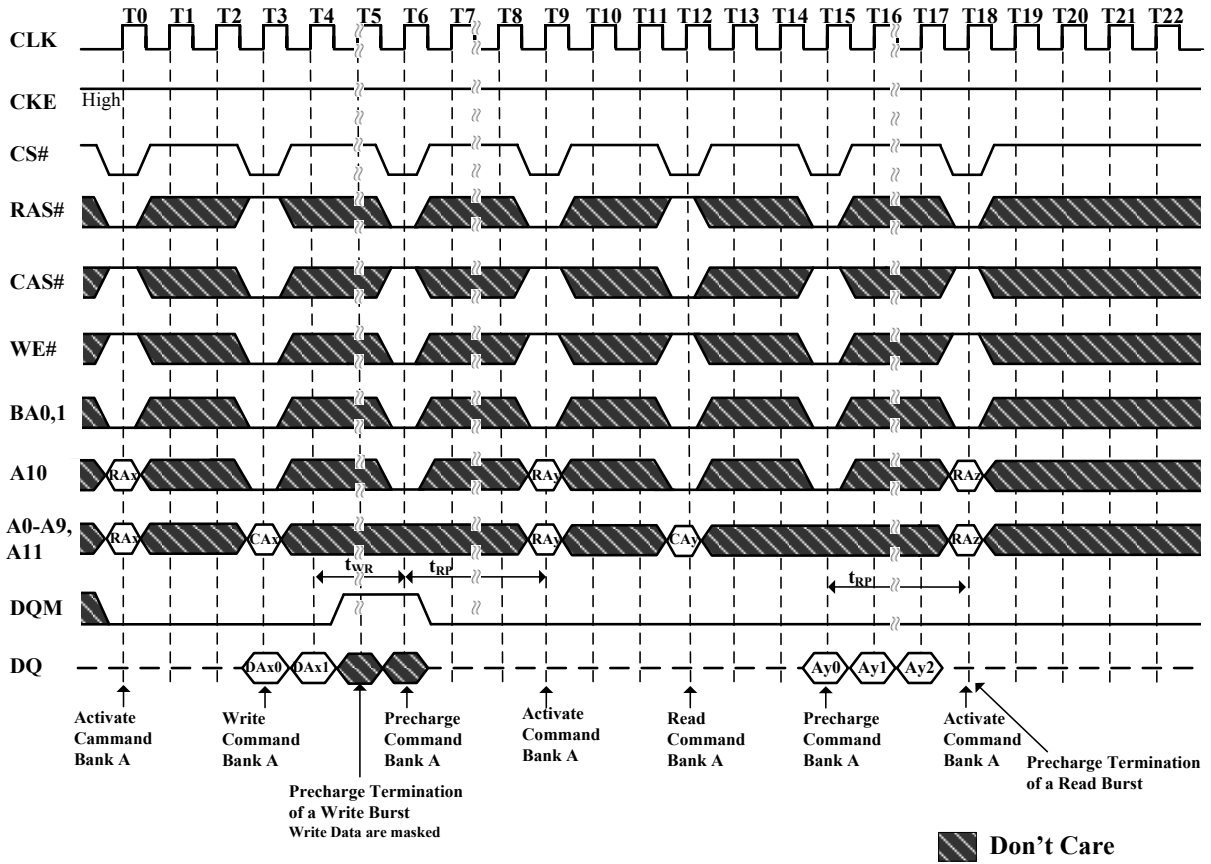 T0 T1 T2 T3 T4 T5 T6 T7 T8 T9 T10 T11 T12 T13 T14 T15 T16 T17 T18 T19 T20 T21 T22
CLK
CKE High
CS#
RAS#
CAS#
WE#
BA0,1
A10 RAx RAy RAz
A0-A9,
A11 RAx CAx RAy CAy RAz
tWR tRP tRP
DQM
DQ DAx0 DAx1 Ay0 Ay1 Ay2
Activate
Cammand
Bank A
Write
Command
Bank A
Precharge
Command
Bank A
Activate
Command
Bank A
Read
Command
Bank A
Precharge
Command
Bank A
Activate
Command
Bank A
Precharge Termination
of a Write Burst
Write Data are masked
Precharge Termination
of a Read Burst
Don't Care